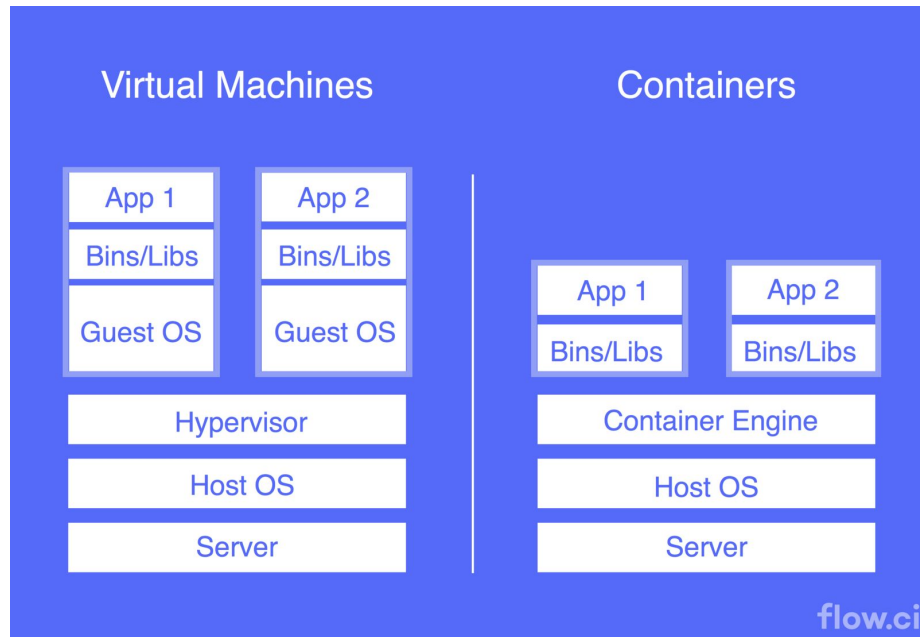 Virtual Machines
App 1
App 2
Bins/Libs
Bins/Libs
Guest OS
Guest OS
Hypervisor
Host OS
Server
Containers
App 1
App 2
Bins/Libs
Bins/Libs
Container Engine
Host OS
Server
flow.ci